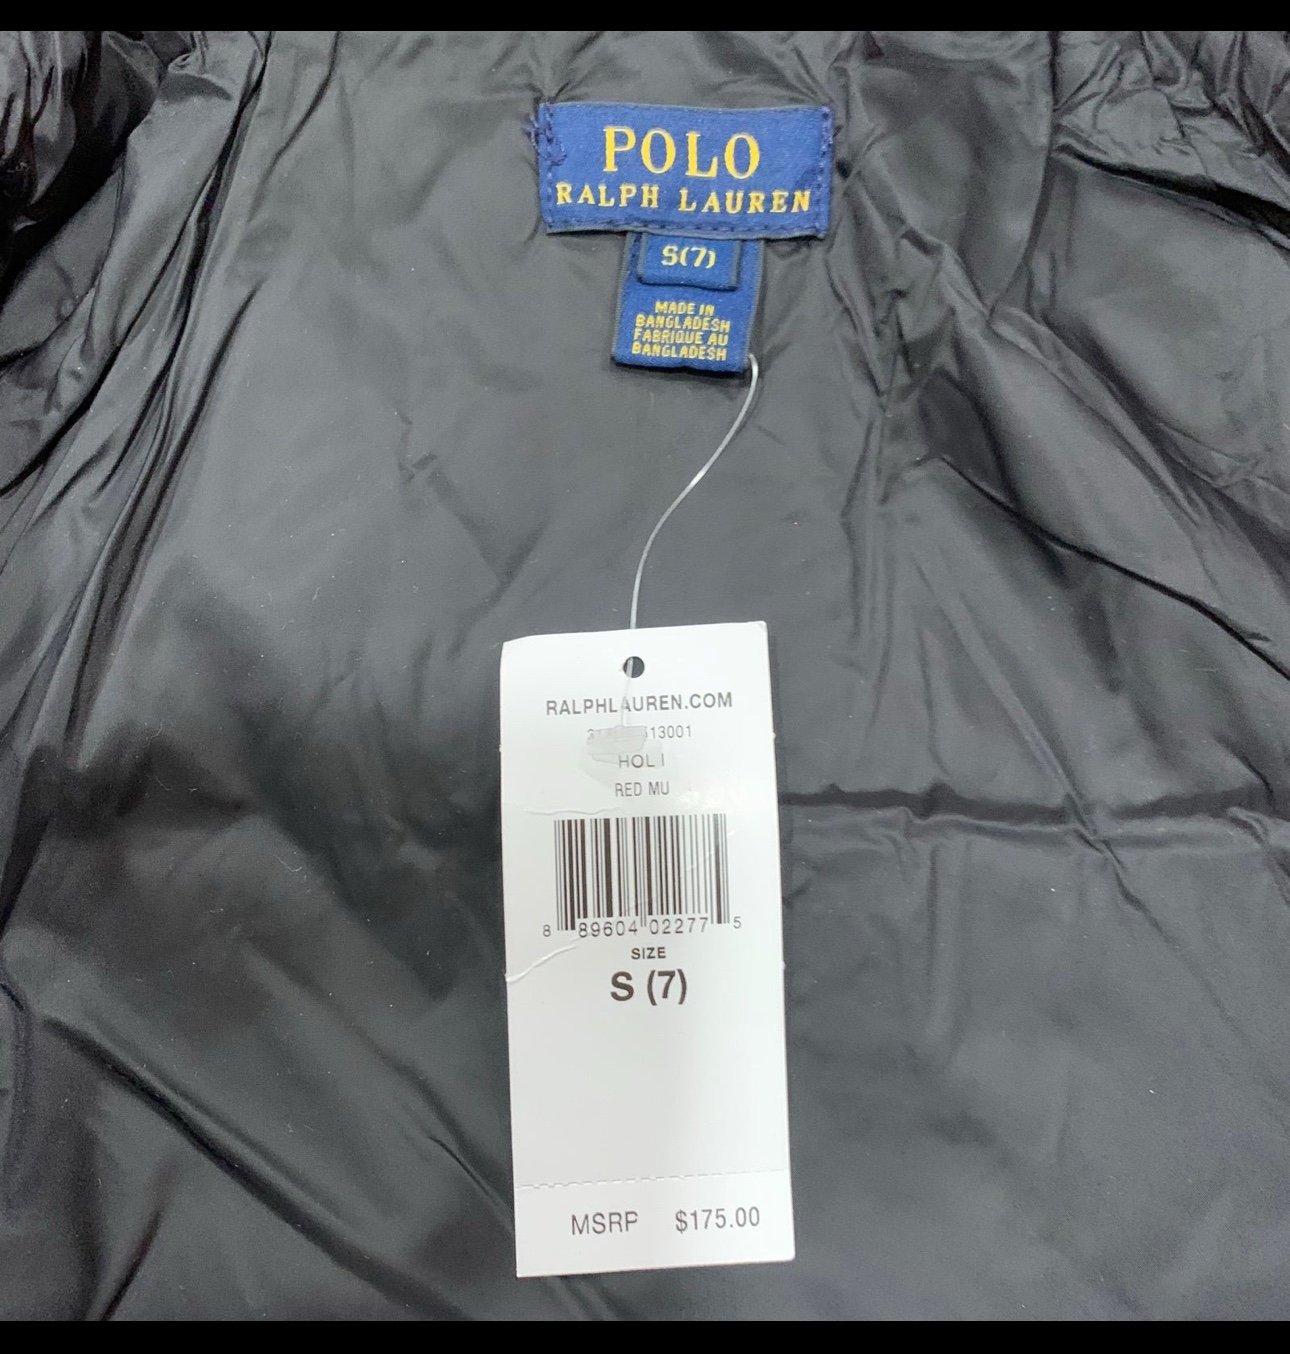 POLO
RALPH LAUREN
S(7)
MADE IN
BANGLADESH
FABRIQUE AU
BANGLADESH
RALPHLAUREN.COM
13001
HOL I
RED MU
8 89604 02277 5
SIZE
S (7)
MSRP $175.00